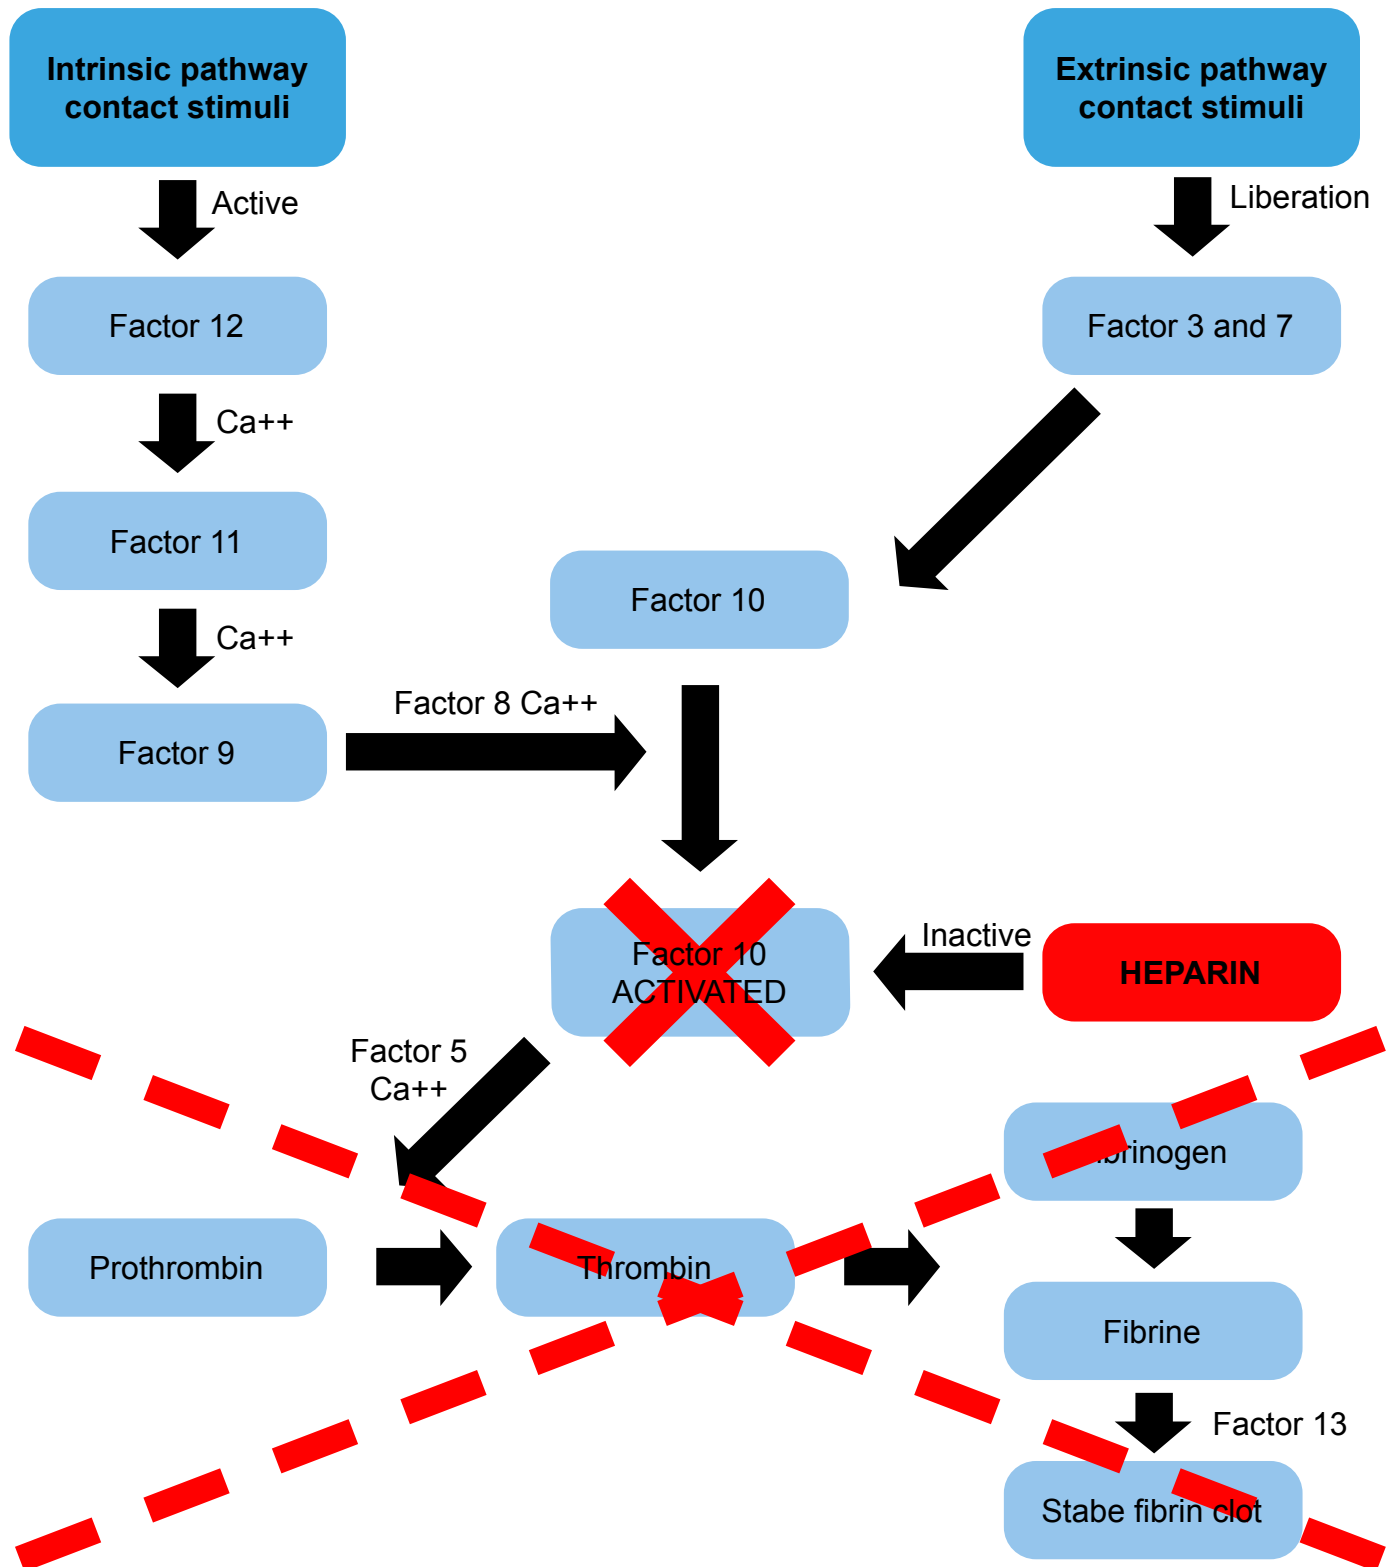 Intrinsic pathway
contact stimuli
Extrinsic pathway
contact stimuli
Active
Liberation
Factor 12
Factor 3 and 7
Ca++
Factor 11
Factor 10
Ca++
Factor 8 Ca++
Factor 9
Factor 10
ACTIVATED
Inactive
HEPARIN
Factor 5
Ca++
Fibrinogen
Prothrombin
Thrombin
Fibrine
Factor 13
Stabe fibrin clot